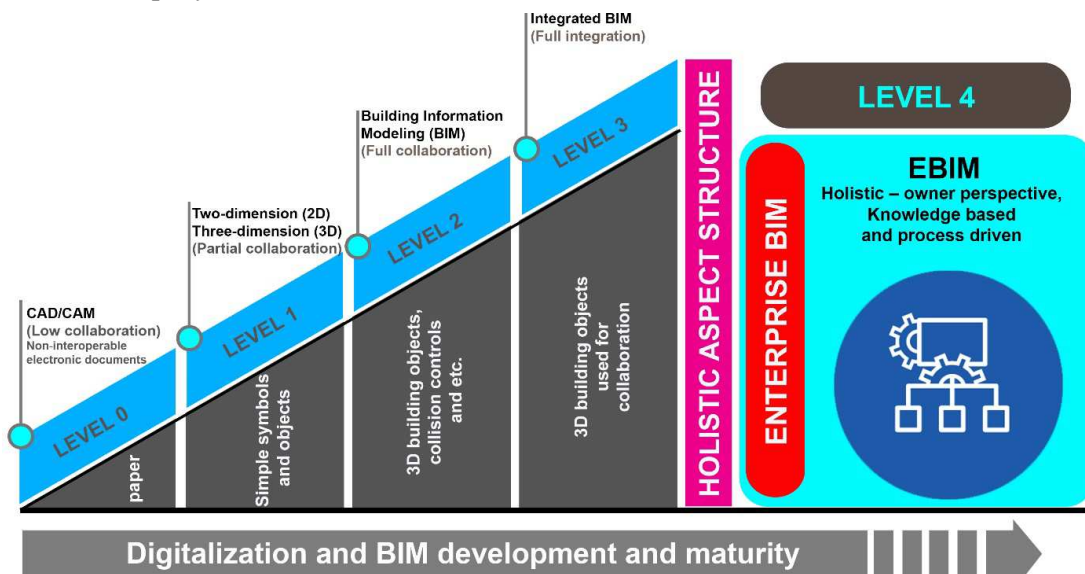 Integrated BIM
(Full integration)
Building Information
Modeling (BIM)
(Full collaboration)
Two-dimension (2D)
Three-dimension (3D)
(Partial collaboration)
CAD/CAM
(Low collaboration)
Non-interoperable
electronic documents
LEVEL 0
LEVEL 1
LEVEL 2
LEVEL 3
paper
Simple symbols
and objects
3D building objects,
collision controls
and etc.
3D building objects
used for
collaboration
HOLISTIC ASPECT STRUCTURE
LEVEL 4
ENTERPRISE BIM
EBIM
Holistic – owner perspective,
Knowledge based
and process driven
Digitalization and BIM development and maturity